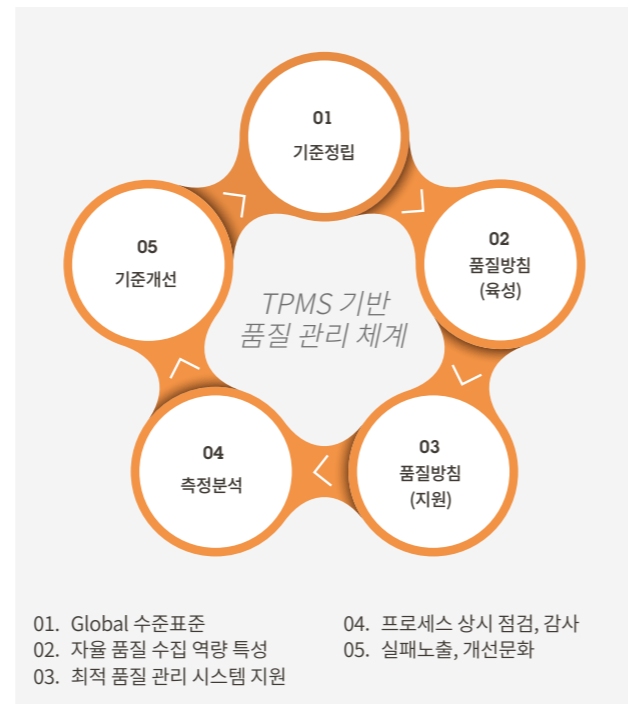 01
기준정립
02
품질방침
(육성)
03
품질방침
(지원)
04
측정분석
05
기준개선
TPMS 기반
품질 관리 체계
01. Global 수준표준
02. 자율 품질 수집 역량 특성
03. 최적 품질 관리 시스템 지원
04. 프로세스 상시 점검, 감사
05. 실패노출, 개선문화